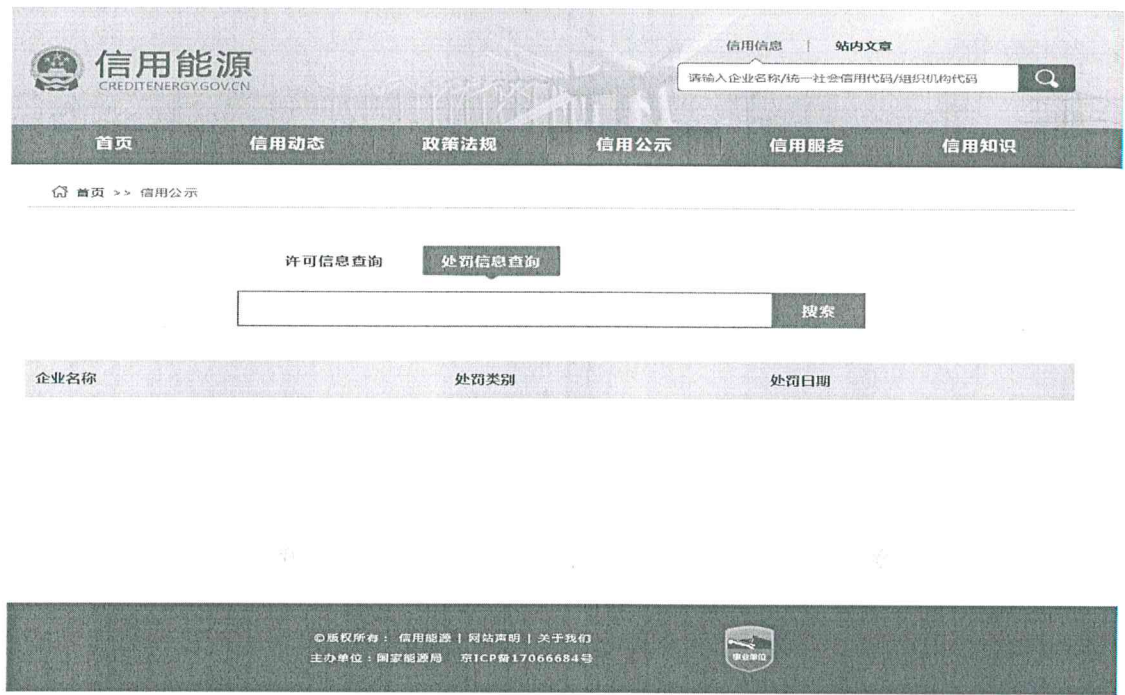 信用信息 | 站内文章
信用能源
CREDITENERGY.GOV.CN
请输入企业名称/统一社会信用代码/组织机构代码
首页 信用动态 政策法规 信用公示 信用服务 信用知识
首页 >> 信用公示
许可信息查询 处罚信息查询
搜索
企业名称 处罚类别 处罚日期
©版权所有: 信用能源 | 网站声明 | 关于我们
主办单位:国家能源局 京ICP备17066684号
事业单位